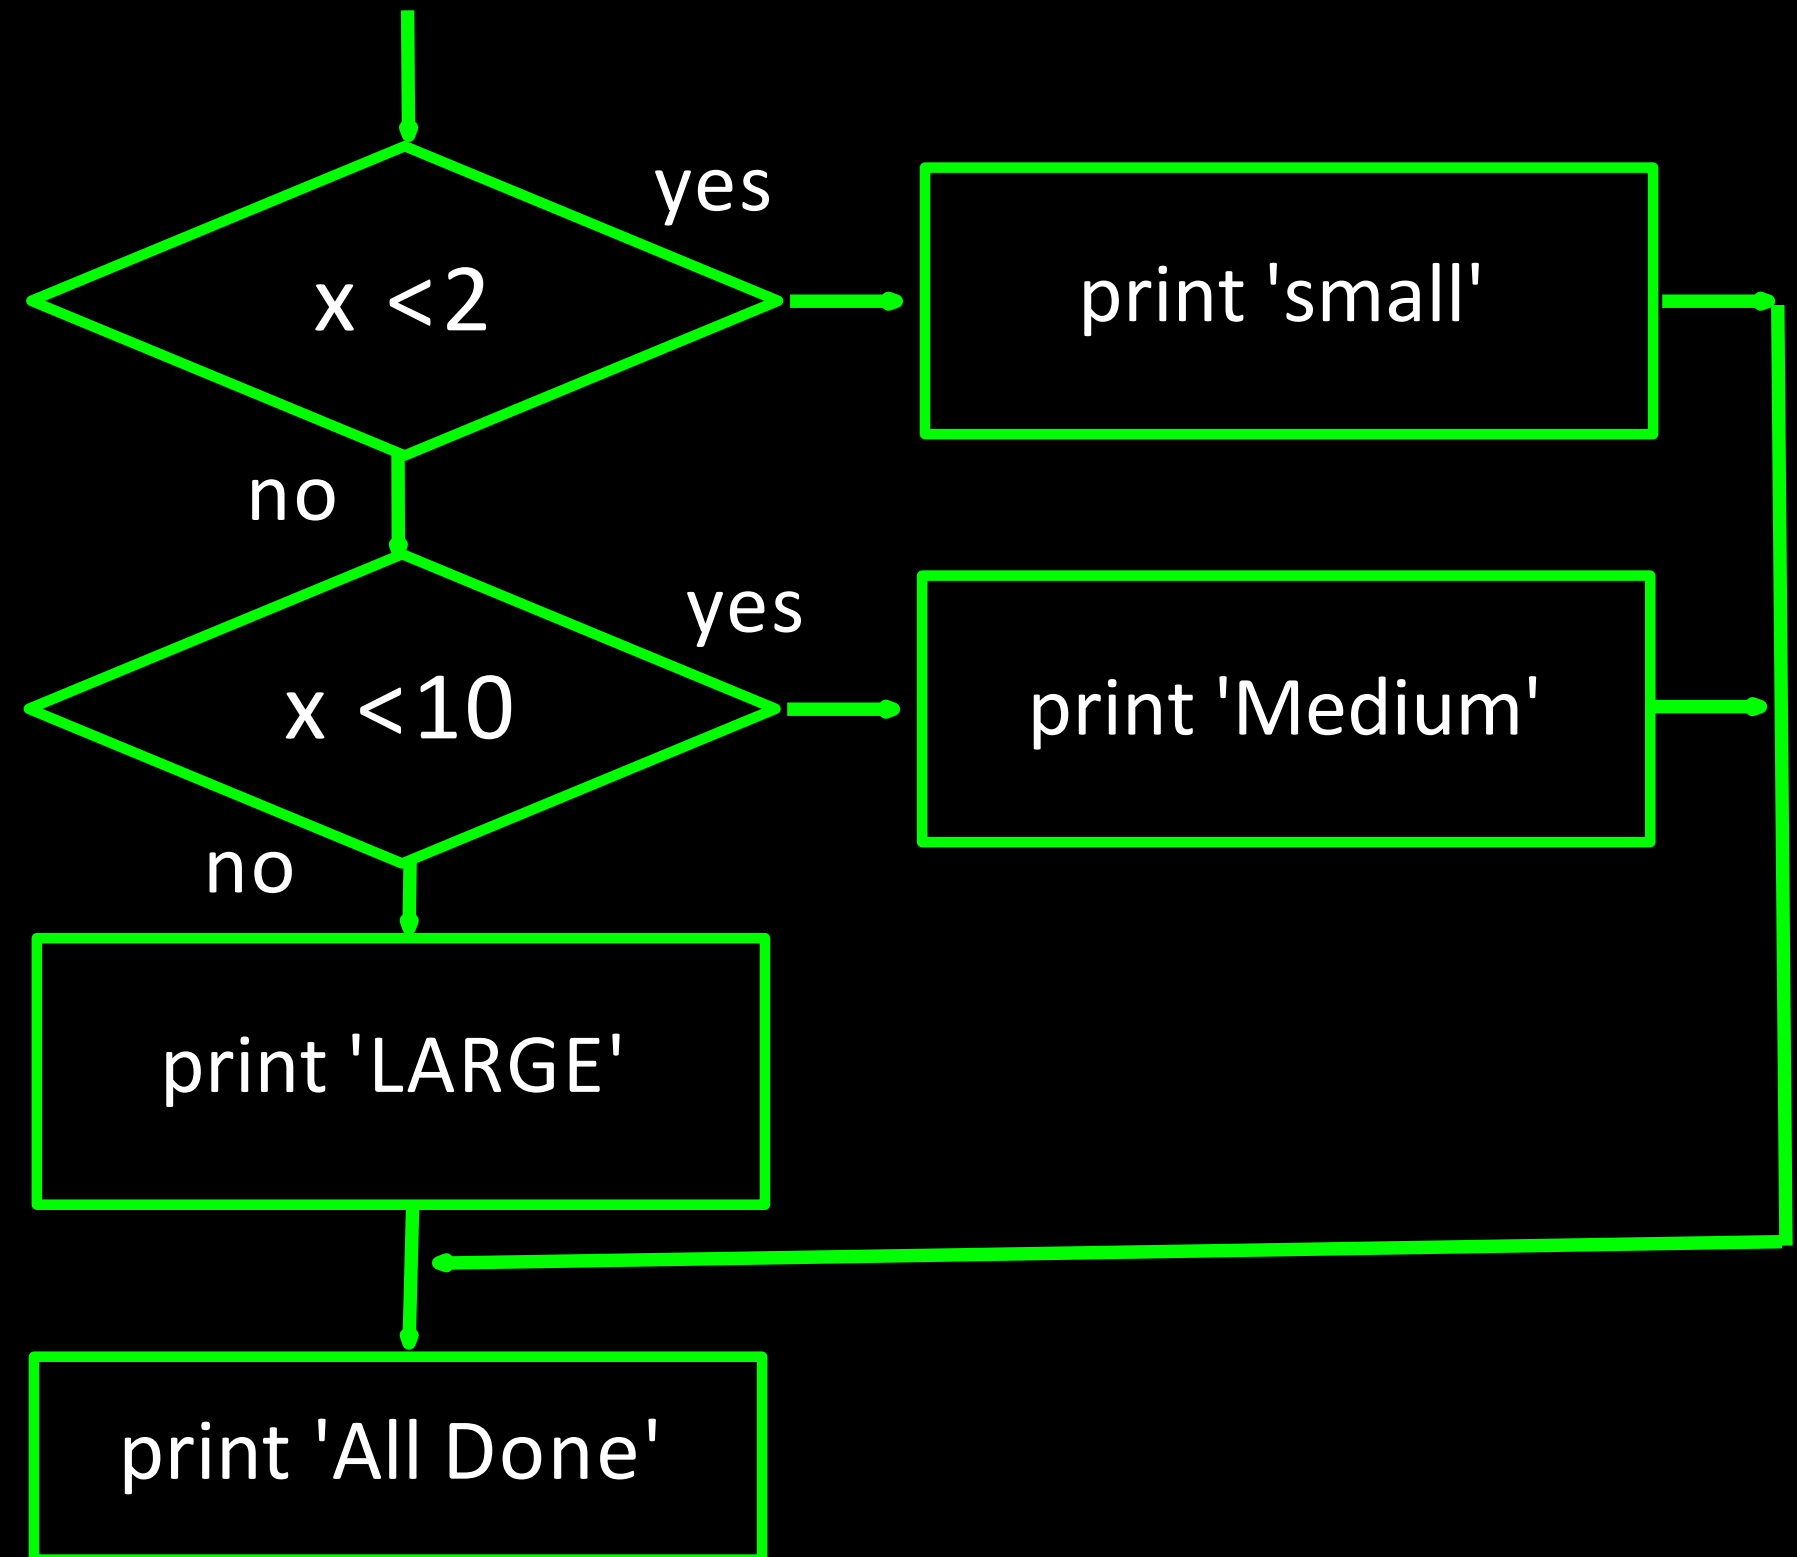 yes
x <2
print 'small'
no
yes
x <10
print 'Medium'
no
print 'LARGE'
print 'All Done'